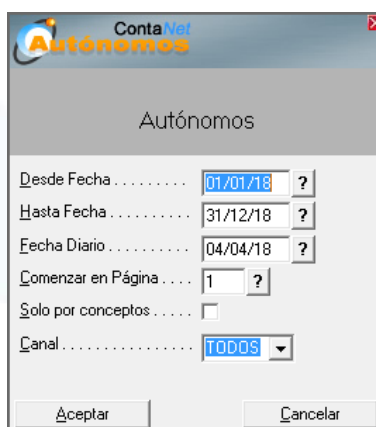 ContaNet
Autónomos
Autónomos
Desde Fecha . . . . . . . . . 01/01/18 ?
Hasta Fecha . . . . . . . . . . 31/12/18 ?
Fecha Diario . . . . . . . . . . 04/04/18 ?
Comenzar en Página . . . . 1 ?
Solo por conceptos . . . . .
Canal . . . . . . . . . . . . . . . . TODOS
Aceptar Cancelar